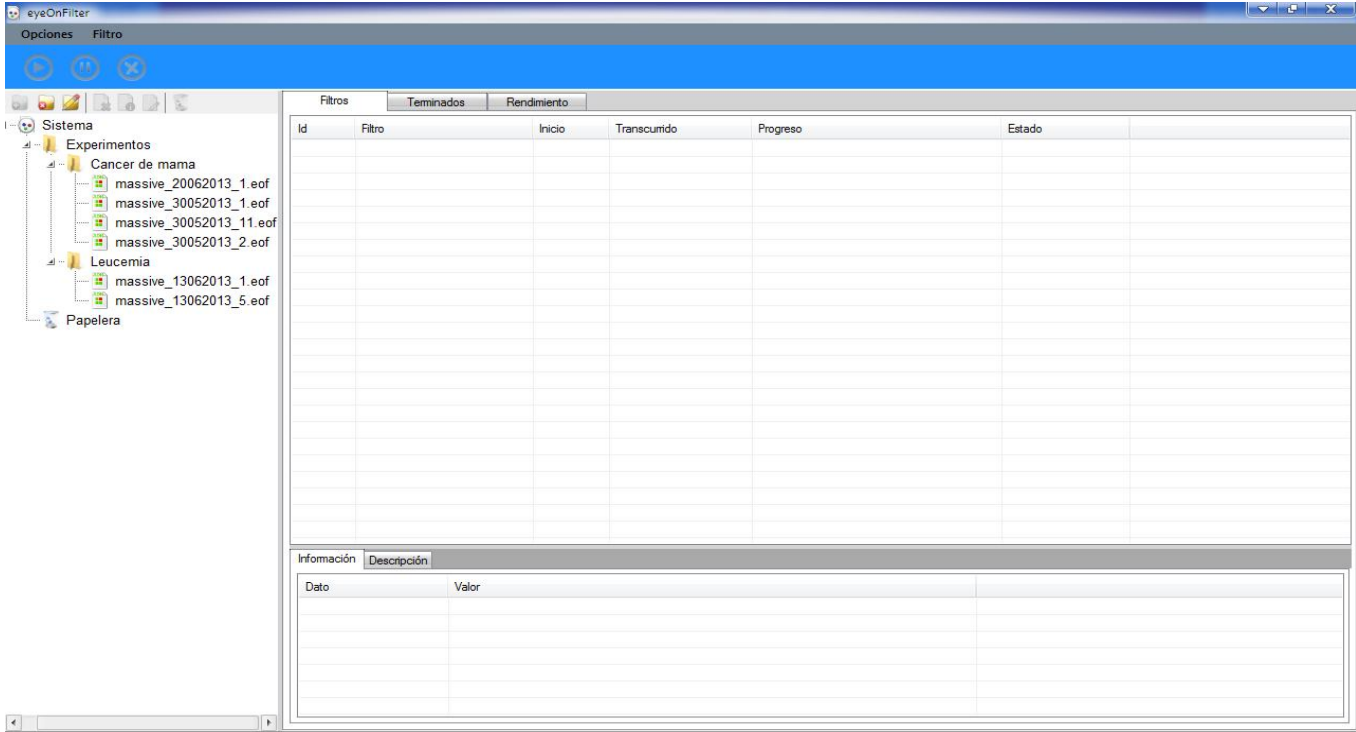 eyeOnFilter
Opciones Filtro
Sistema
Experimentos
Cancer de mama
massive_20062013_1.eof
massive_30052013_1.eof
massive_30052013_11.eof
massive_30052013_2.eof
Leucemia
massive_13062013_1.eof
massive_13062013_5.eof
Papelera
Filtros Terminados Rendimiento
Id Filtro Inicio Transcurrido Progreso Estado
Información Descripción
Dato Valor